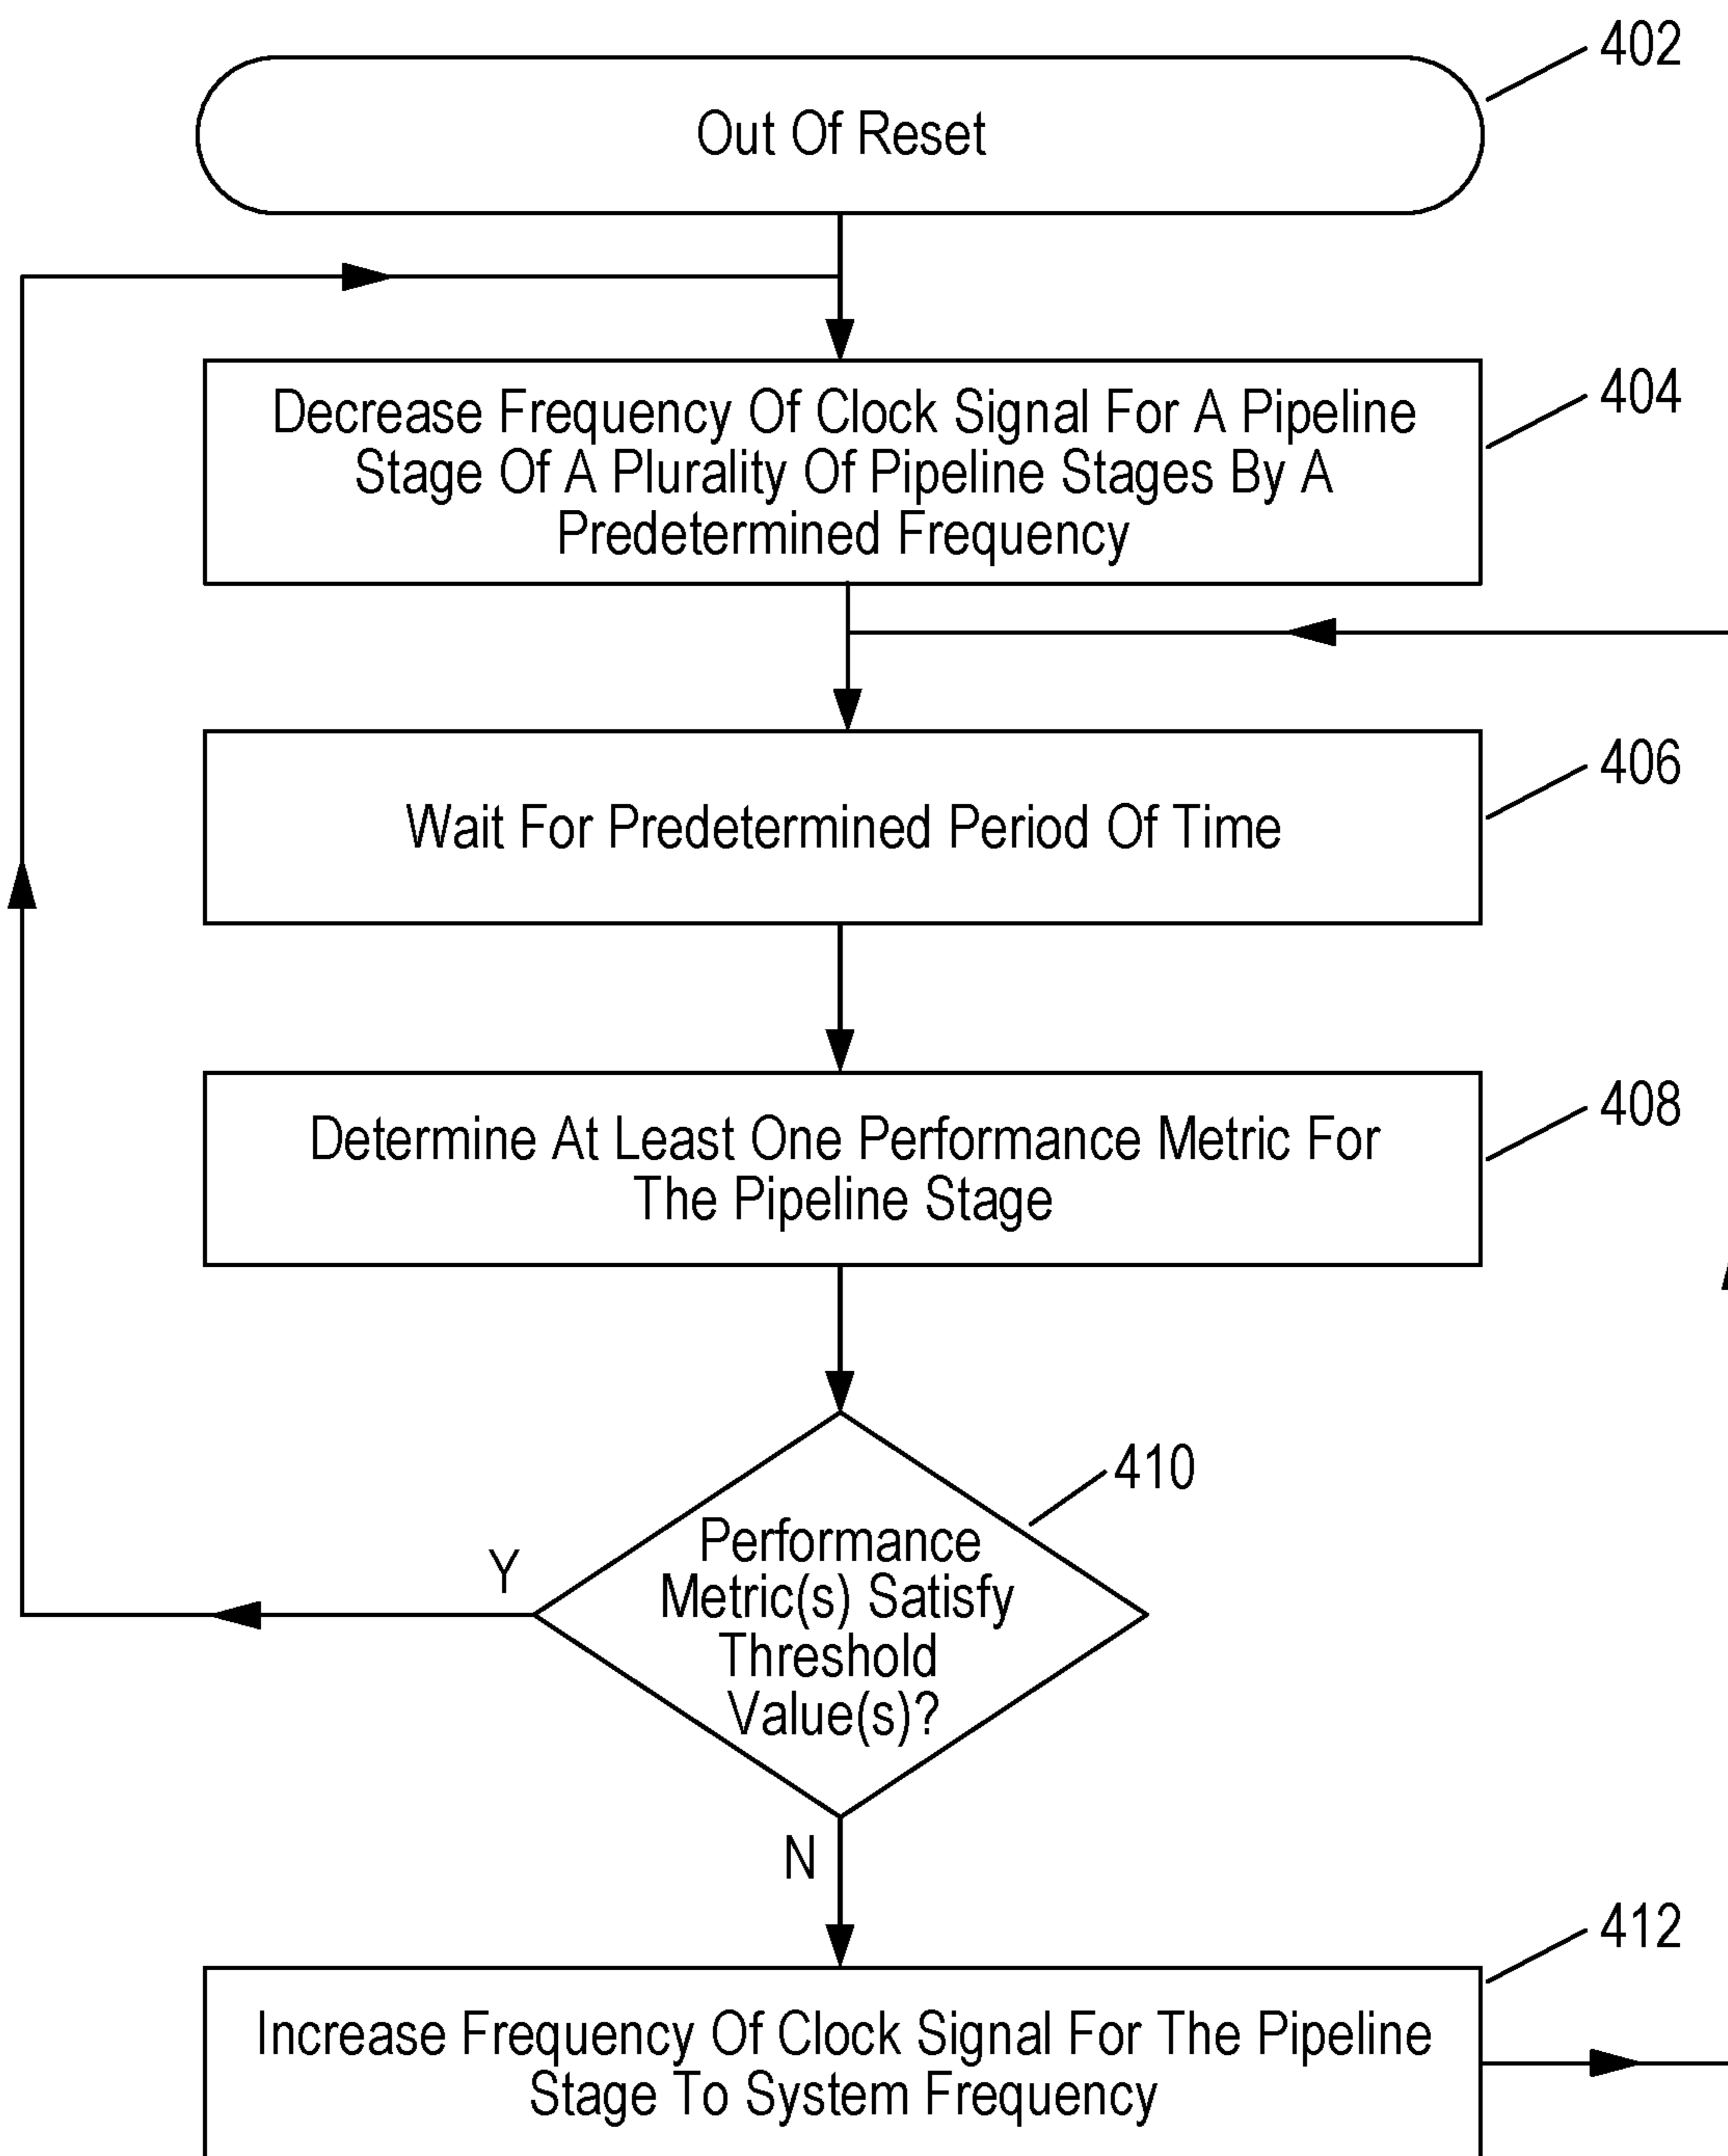 402
Out Of Reset
404
Decrease Frequency Of Clock Signal For A Pipeline
Stage Of A Plurality Of Pipeline Stages By A
Predetermined Frequency
406
Wait For Predetermined Period Of Time
408
Determine At Least One Performance Metric For
The Pipeline Stage
410
Performance
Metric(s) Satisfy
Threshold
Value(s)?
Y
N
412
Increase Frequency Of Clock Signal For The Pipeline
Stage To System Frequency